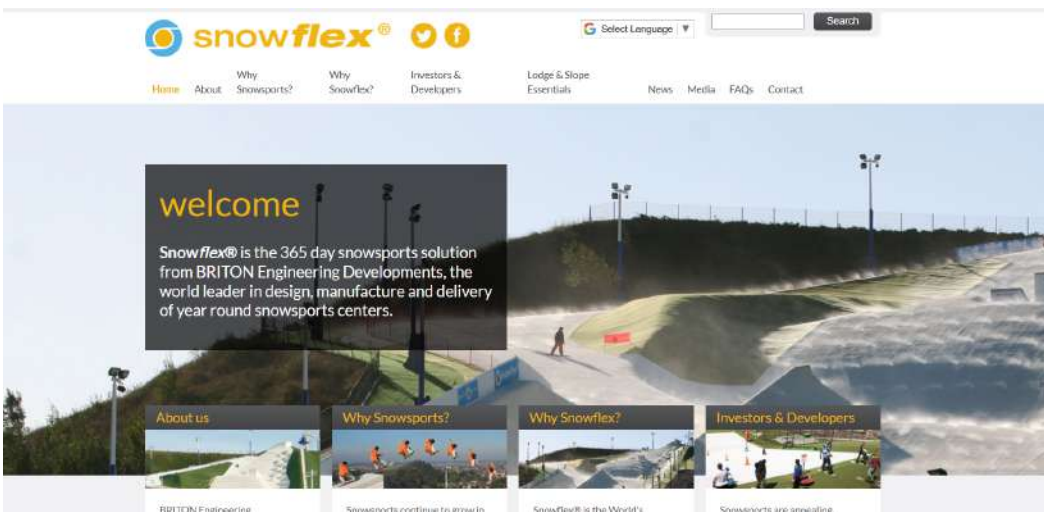 snowflex®
Select Language ▼
Search
Home
About
Why
Snowsports?
Why
Snowflex?
Investors &
Developers
Lodge & Slope
Essentials
News
Media
FAQs
Contact
welcome
Snowflex® is the 365 day snowsports solution
from BRITON Engineering Developments, the
world leader in design, manufacture and delivery
of year round snowsports centers.
About us
Why Snowsports?
Why Snowflex?
Investors & Developers
BRITON Engineering
Snowsports continue to grow in
Snowflex® is the World's
Snowsports are appealing